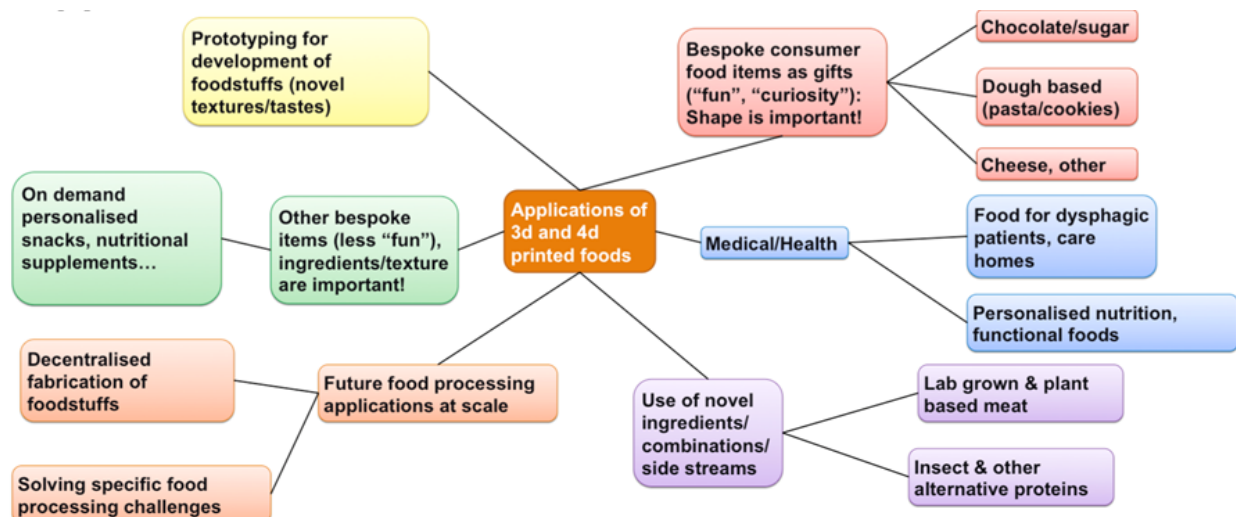 Prototyping for
development of
foodstuffs (novel
textures/tastes)
Bespoke consumer
food items as gifts
(“fun”, “curiosity”):
Shape is important!
Chocolate/sugar
Dough based
(pasta/cookies)
Cheese, other
On demand
personalised
snacks, nutritional
supplements…
Other bespoke
items (less “fun”),
ingredients/texture
are important!
Applications of
3d and 4d
printed foods
Medical/Health
Food for dysphagic
patients, care
homes
Personalised nutrition,
functional foods
Decentralised
fabrication of
foodstuffs
Future food processing
applications at scale
Solving specific food
processing challenges
Use of novel
ingredients/
combinations/
side streams
Lab grown & plant
based meat
Insect & other
alternative proteins